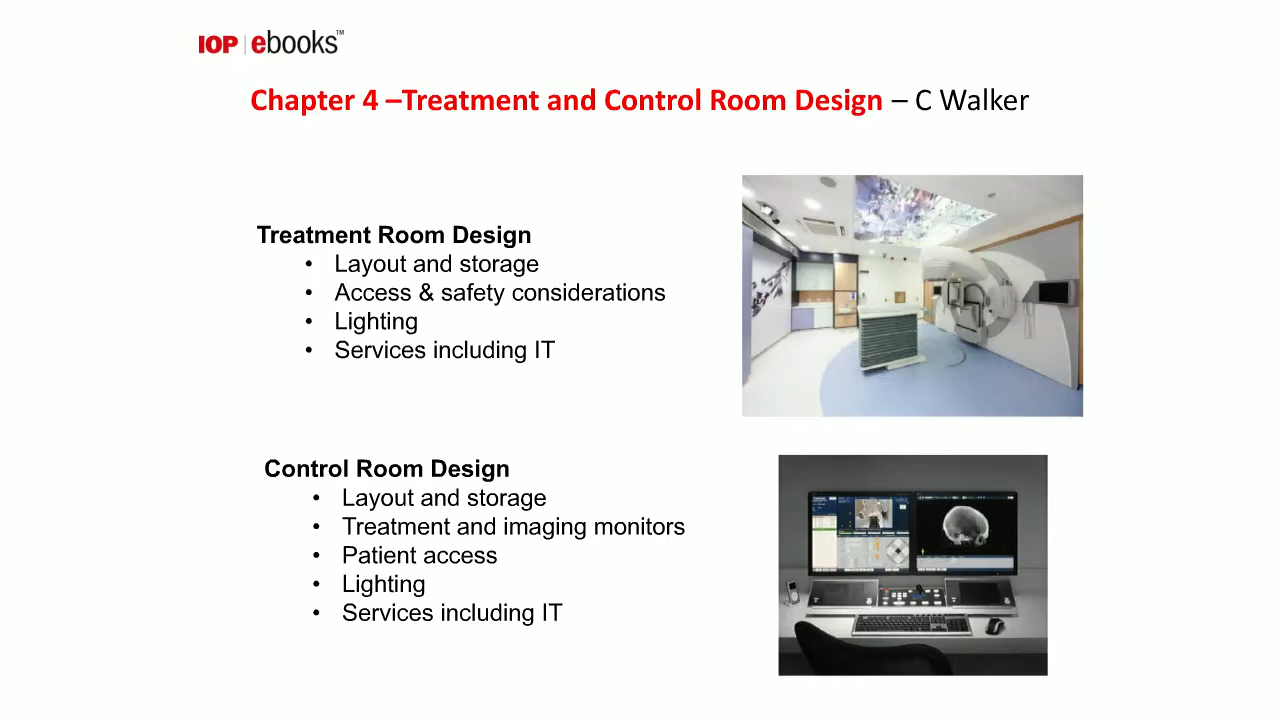 IOP | ebooks™
Chapter 4 –Treatment and Control Room Design – C Walker
Treatment Room Design
• Layout and storage
• Access & safety considerations
• Lighting
• Services including IT
Control Room Design
• Layout and storage
• Treatment and imaging monitors
• Patient access
• Lighting
• Services including IT